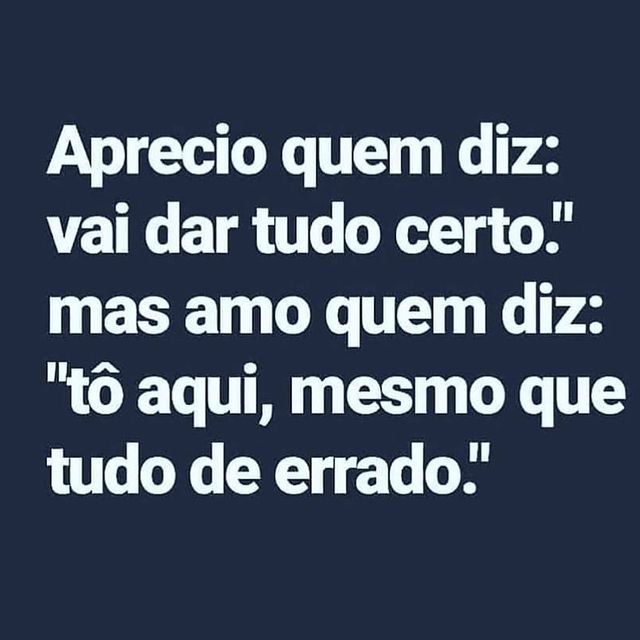 Aprecio quem diz:
vai dar tudo certo."
mas amo quem diz:
"tô aqui, mesmo que
tudo de errado."